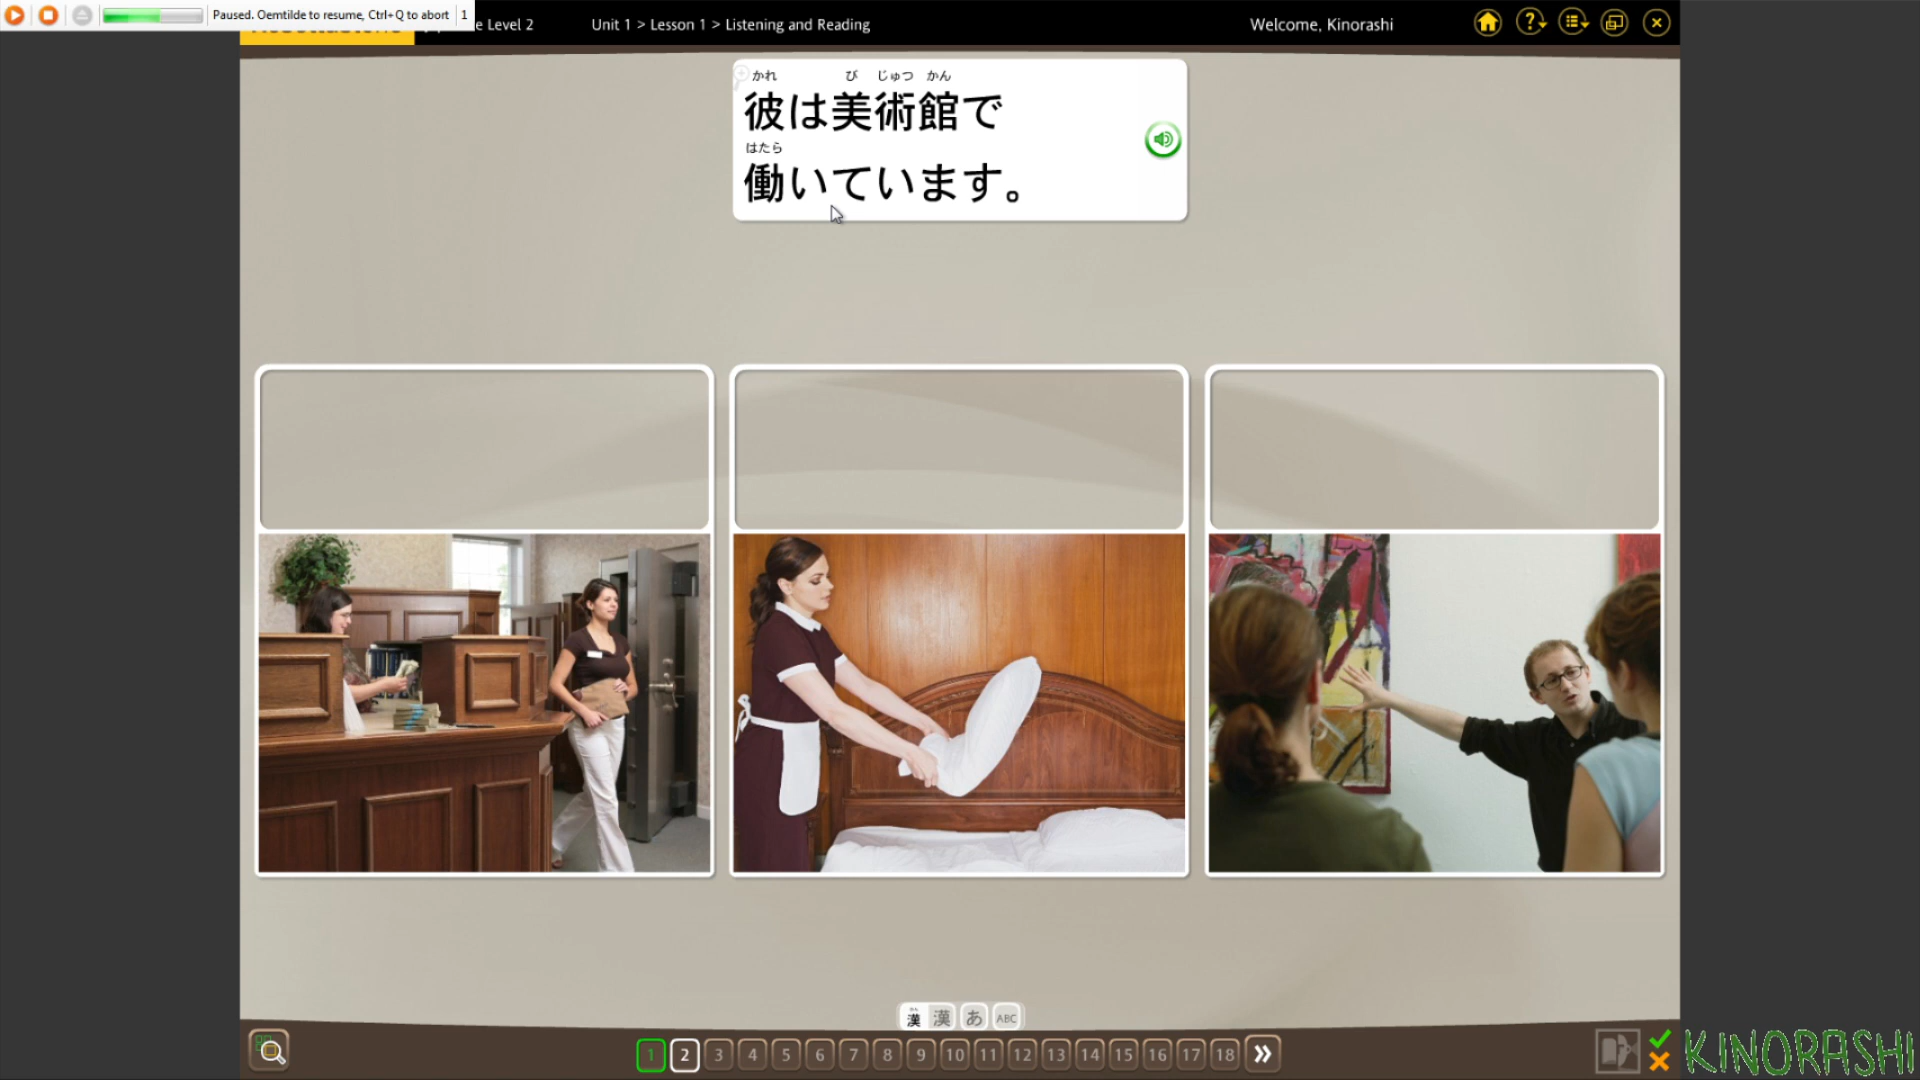 Paused. Oemtilde to resume, Ctrl+Q to abort 1
e Level 2
Unit 1 > Lesson 1 > Listening and Reading
Welcome, Kinorashi
かれ び じゅつ かん
彼は美術館で
はたら
働いています。
漢 漢 あ ABC
1 2 3 4 5 6 7 8 9 10 11 12 13 14 15 16 17 18
KINORASHI